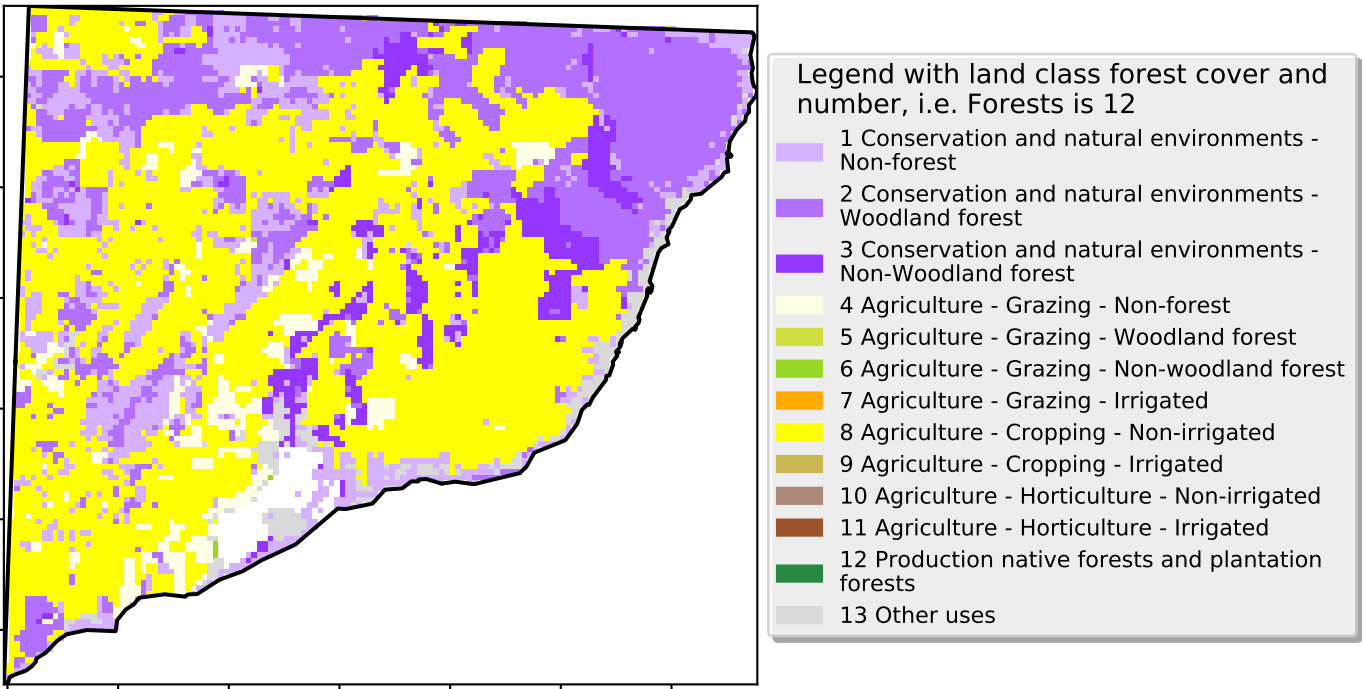 Legend with land class forest cover and
number, i.e. Forests is 12
1 Conservation and natural environments -
Non-forest
2 Conservation and natural environments -
Woodland forest
3 Conservation and natural environments -
Non-Woodland forest
4 Agriculture - Grazing - Non-forest
5 Agriculture - Grazing - Woodland forest
6 Agriculture - Grazing - Non-woodland forest
7 Agriculture - Grazing - Irrigated
8 Agriculture - Cropping - Non-irrigated
9 Agriculture - Cropping - Irrigated
10 Agriculture - Horticulture - Non-irrigated
11 Agriculture - Horticulture - Irrigated
12 Production native forests and plantation
forests
13 Other uses